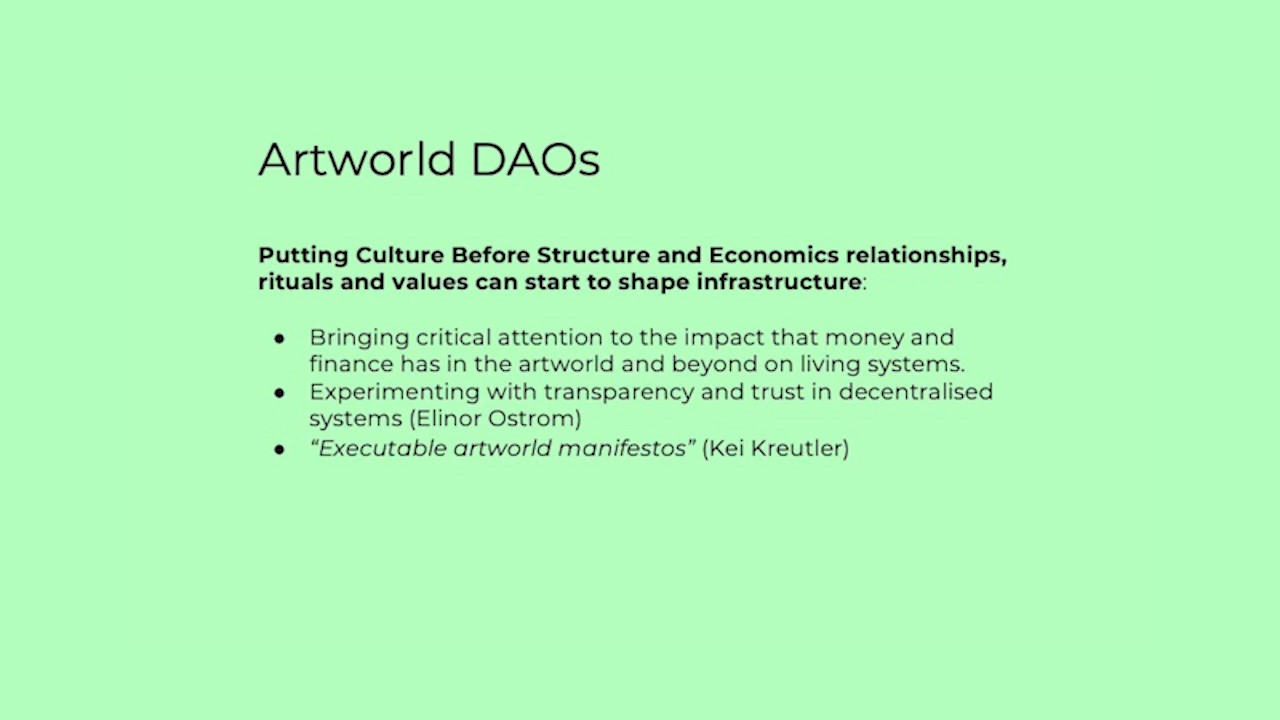 Artworld DAOs
Putting Culture Before Structure and Economics relationships,
rituals and values can start to shape infrastructure:
● Bringing critical attention to the impact that money and
finance has in the artworld and beyond on living systems.
● Experimenting with transparency and trust in decentralised
systems (Elinor Ostrom)
● “Executable artworld manifestos” (Kei Kreutler)